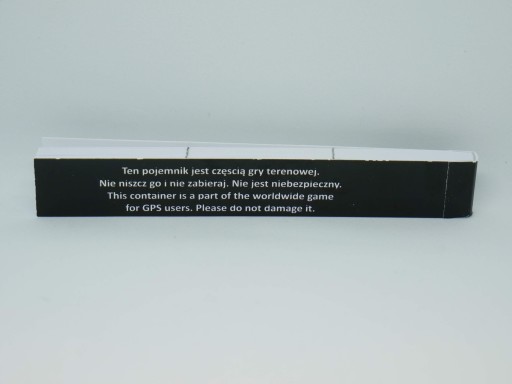 Ten pojemnik jest częscią gry terenowej.
Nie niszcz go i nie zabieraj. Nie jest niebezpieczny.
This container is a part of the worldwide game
for GPS users. Please do not damage it.